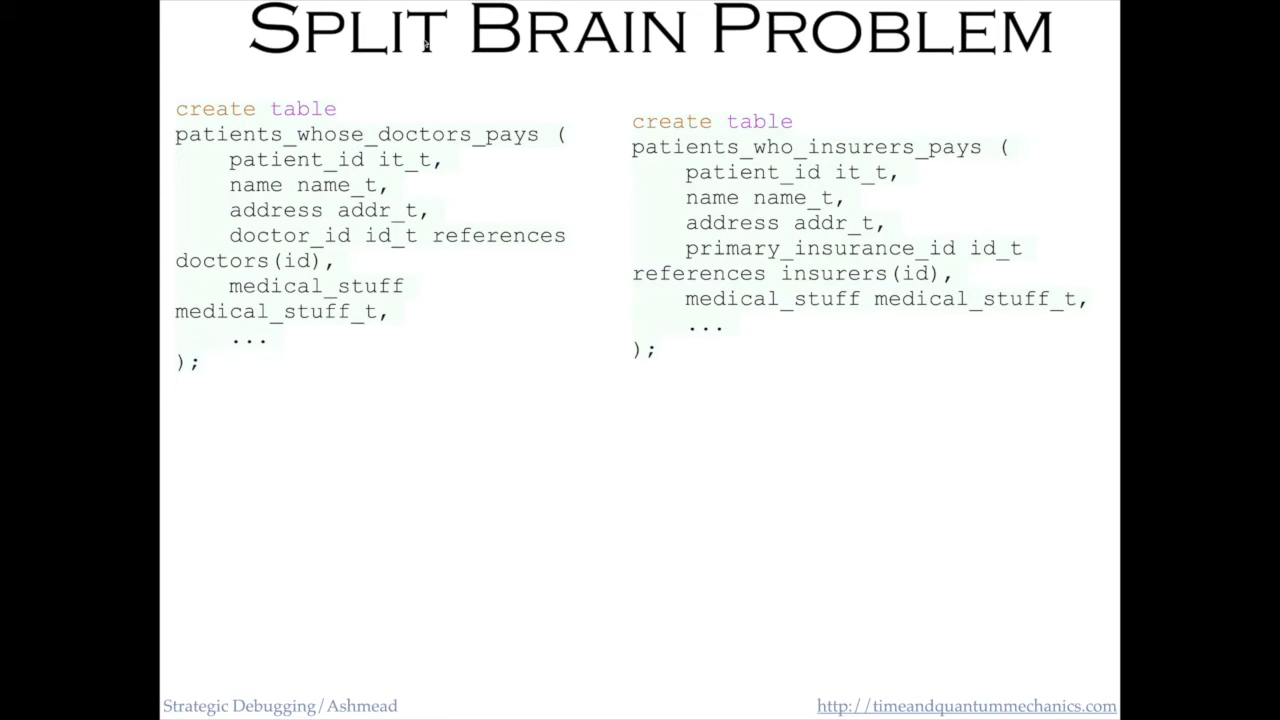 SPLIT BRAIN PROBLEM
create table
patients_whose_doctors_pays (
patient_id it_t,
name name_t,
address addr_t,
doctor_id id_t references
doctors(id),
medical_stuff
medical_stuff_t,
...
);
create table
patients_who_insurers_pays (
patient_id it_t,
name name_t,
address addr_t,
primary_insurance_id id_t
references insurers(id),
medical_stuff medical_stuff_t,
...
);
Strategic Debugging/Ashmead
http://timeandquantummechanics.com